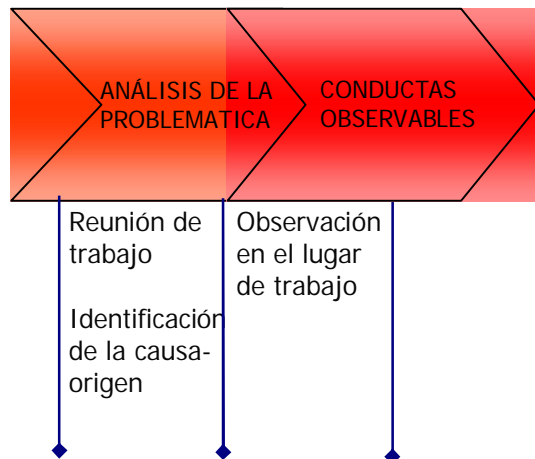 ANÁLISIS DE LA
PROBLEMATICA
CONDUCTAS
OBSERVABLES
Reunión de
trabajo
Identificación
de la causa-
origen
Observación
en el lugar
de trabajo